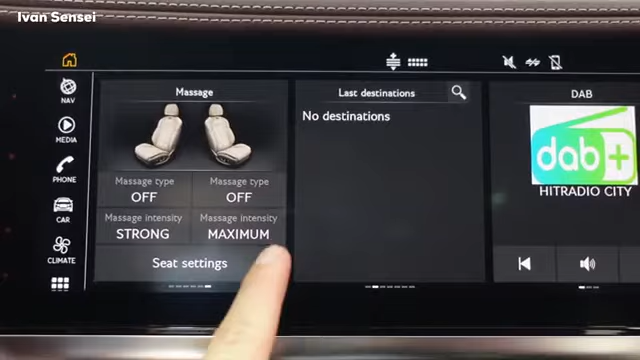 Ivan Sensei
NAV
MEDIA
PHONE
CAR
CLIMATE
Massage
Massage type
OFF
Massage type
OFF
Massage intensity
STRONG
Massage intensity
MAXIMUM
Seat settings
Last destinations
No destinations
DAB
dab+
HITRADIO CITY